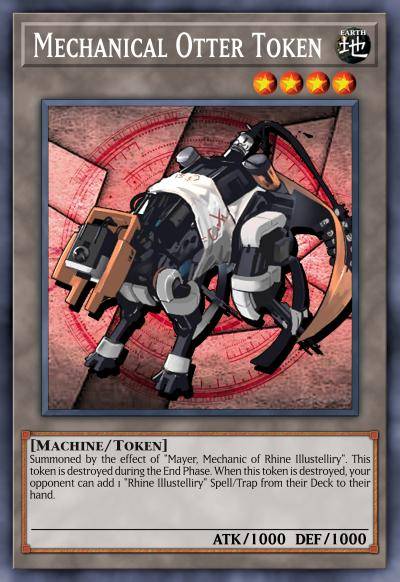 MECHANICAL OTTER TOKEN
EARTH
地
[MACHINE/TOKEN]
Summoned by the effect of "Mayer, Mechanic of Rhine Illustelliry". This
token is destroyed during the End Phase. When this token is destroyed, your
opponent can add 1 "Rhine Illustelliry" Spell/Trap from their Deck to their
hand.
ATK/1000 DEF/1000